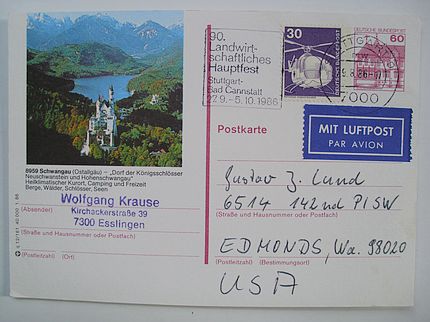 90.
Landwirt-
schaftliches
Hauptfest
Stuttgart-
Bad Cannstatt
27.9.-5.10.1986
30
DEUTSCHE BUNDESPOST
60
8959 Schwangau (Ostallgäu) – „Dorf der Königsschlösser
Neuschwanstein und Hohenschwangau"
Heilklimatischer Kurort, Camping und Freizeit
Berge, Wälder, Schlösser, Seen
(Absender)
Wolfgang Krause
Kirchackerstraße 39
7300 Esslingen
(Straße und Hausnummer oder Postfach)
(Postleitzahl) (Ort)
Postkarte
MIT LUFTPOST
PAR AVION
Gustav Z. Lund
6514 142nd Pl SW
(Straße und Hausnummer oder Postfach)
EDMONDS, Wa. 98020
(Postleitzahl) (Bestimmungsort)
USA